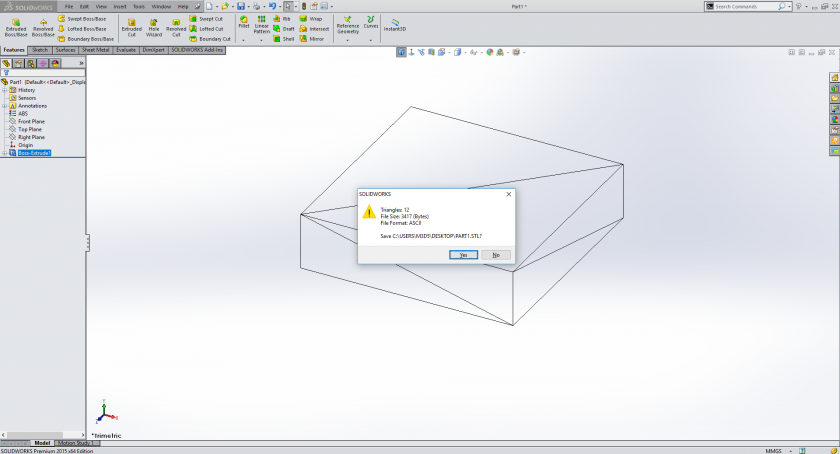 SOLIDWORKS
File Edit View Insert Tools Window Help
Part1 *
Search Commands
Extruded Boss/Base
Revolved Boss/Base
Swept Boss/Base
Lofted Boss/Base
Boundary Boss/Base
Extruded Cut
Hole Wizard
Revolved Cut
Swept Cut
Lofted Cut
Boundary Cut
Fillet
Linear Pattern
Rib
Draft
Shell
Wrap
Intersect
Mirror
Reference Geometry
Curves
Instant3D
Features Sketch Surfaces Sheet Metal Evaluate DimXpert SOLIDWORKS Add-Ins
Part1 (Default<<Default>_Displa
History
Sensors
Annotations
ABS
Front Plane
Top Plane
Right Plane
Origin
Boss-Extrude1
SOLIDWORKS
Triangles: 12
File Size: 3417 (Bytes)
File Format: ASCII
Save C:\USERS\M3D5\DESKTOP\PART1.STL?
Yes No
Y
X
Z
*Trimetric
Model Motion Study 1
SOLIDWORKS Premium 2015 x64 Edition
MMGS